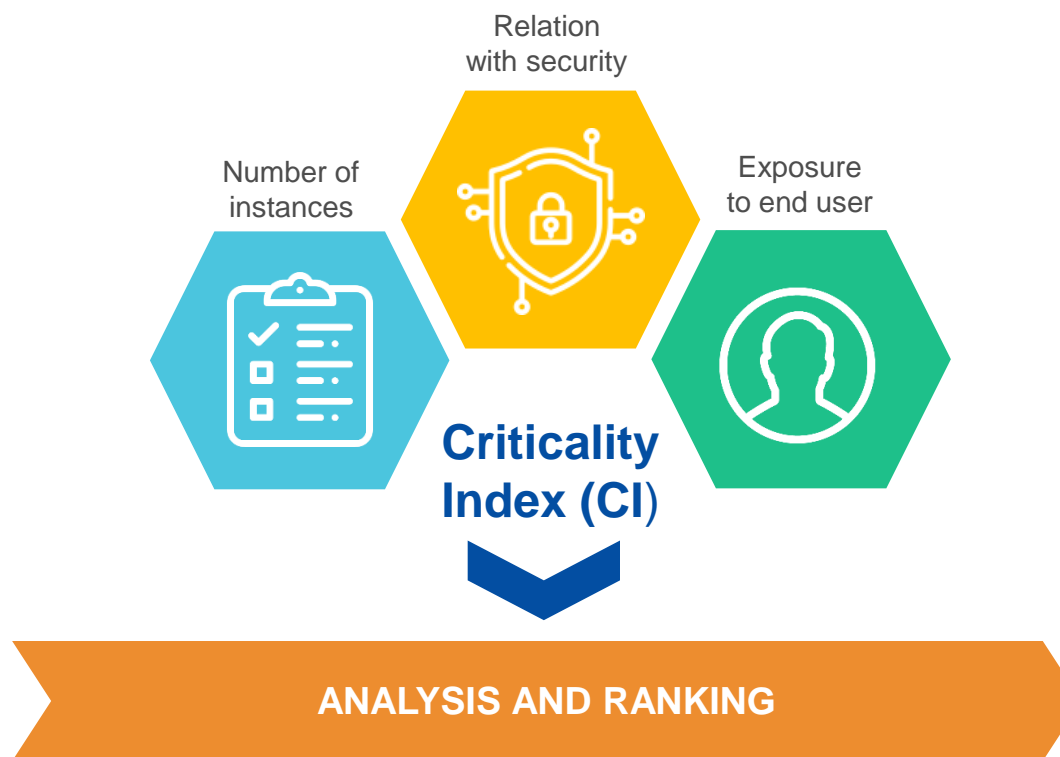 Relation
with security
Number of
instances
Exposure
to end user
Criticality
Index (CI)
ANALYSIS AND RANKING